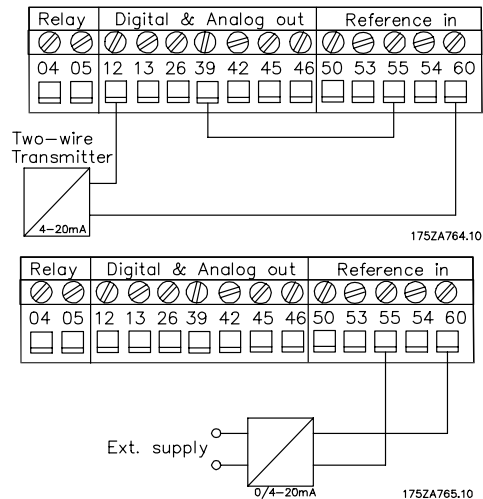 Relay Digital & Analog out Reference in
04 05 12 13 26 39 42 45 46 50 53 55 54 60
Two-wire
Transmitter
4-20mA
175ZA764.10
Relay Digital & Analog out Reference in
04 05 12 13 26 39 42 45 46 50 53 55 54 60
Ext. supply
0/4-20mA
175ZA765.10